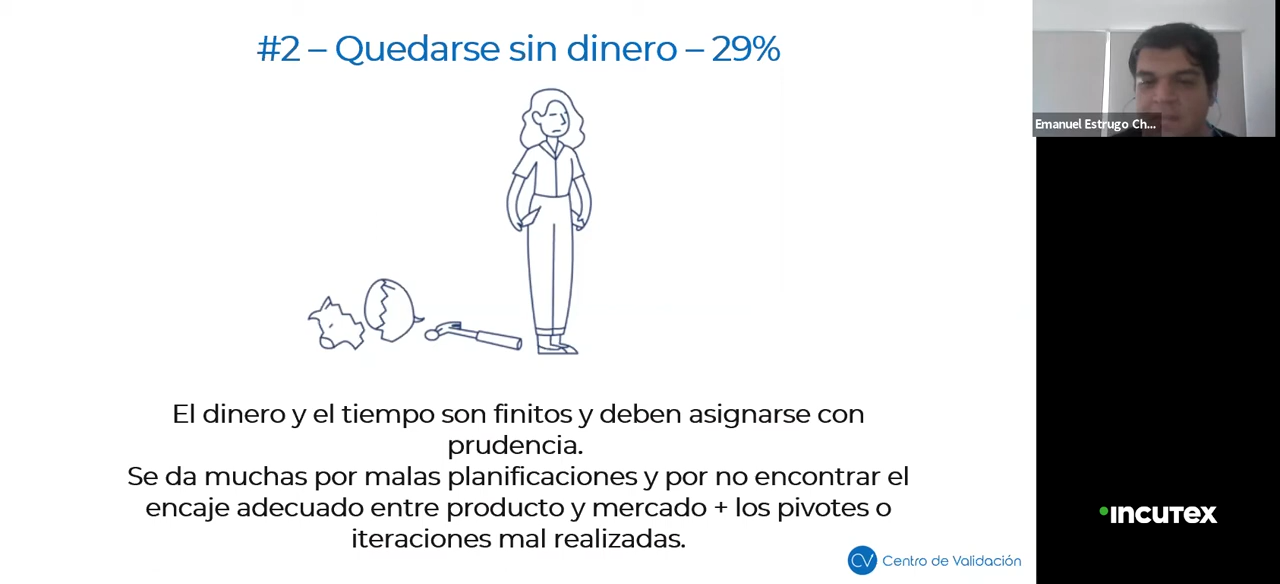 #2 – Quedarse sin dinero – 29%
Emanuel Estrugo Ch...
El dinero y el tiempo son finitos y deben asignarse con
prudencia.
Se da muchas por malas planificaciones y por no encontrar el
encaje adecuado entre producto y mercado + los pivotes o
iteraciones mal realizadas.
incutex
CV Centro de Validación